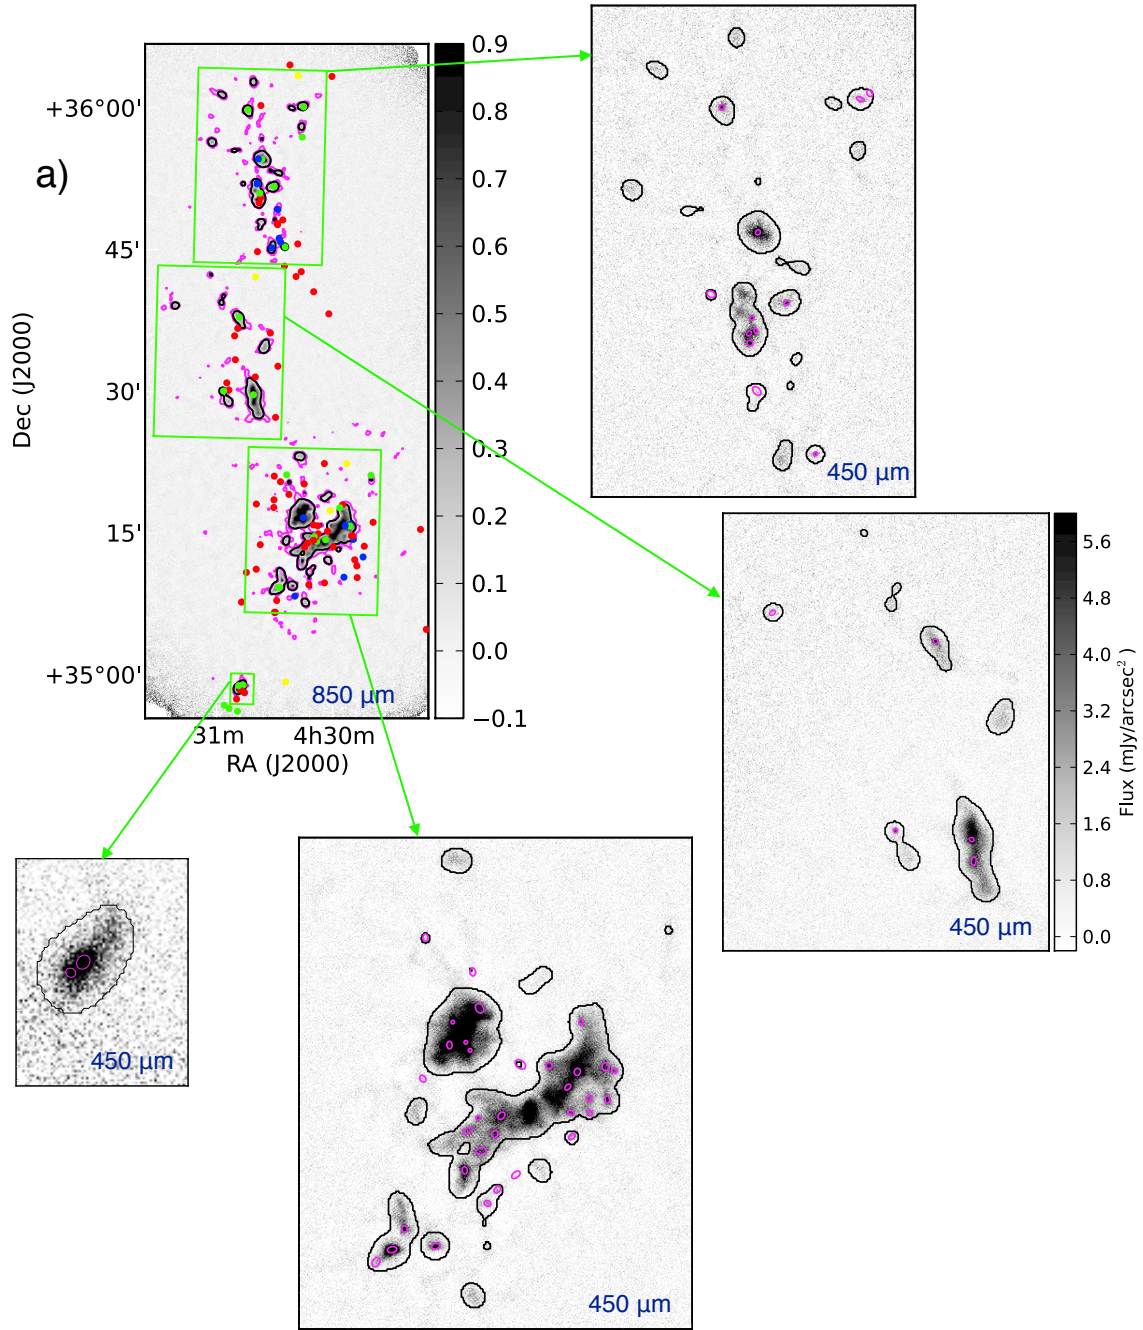 a)
+36°00'
45'
30'
15'
+35°00'
Dec (J2000)
31m
4h30m
RA (J2000)
850 μm
0.9
0.8
0.7
0.6
0.5
0.4
0.3
0.2
0.1
0.0
−0.1
450 μm
450 μm
5.6
4.8
4.0
3.2
2.4
1.6
0.8
0.0
Flux (mJy/arcsec²)
450 μm
450 μm